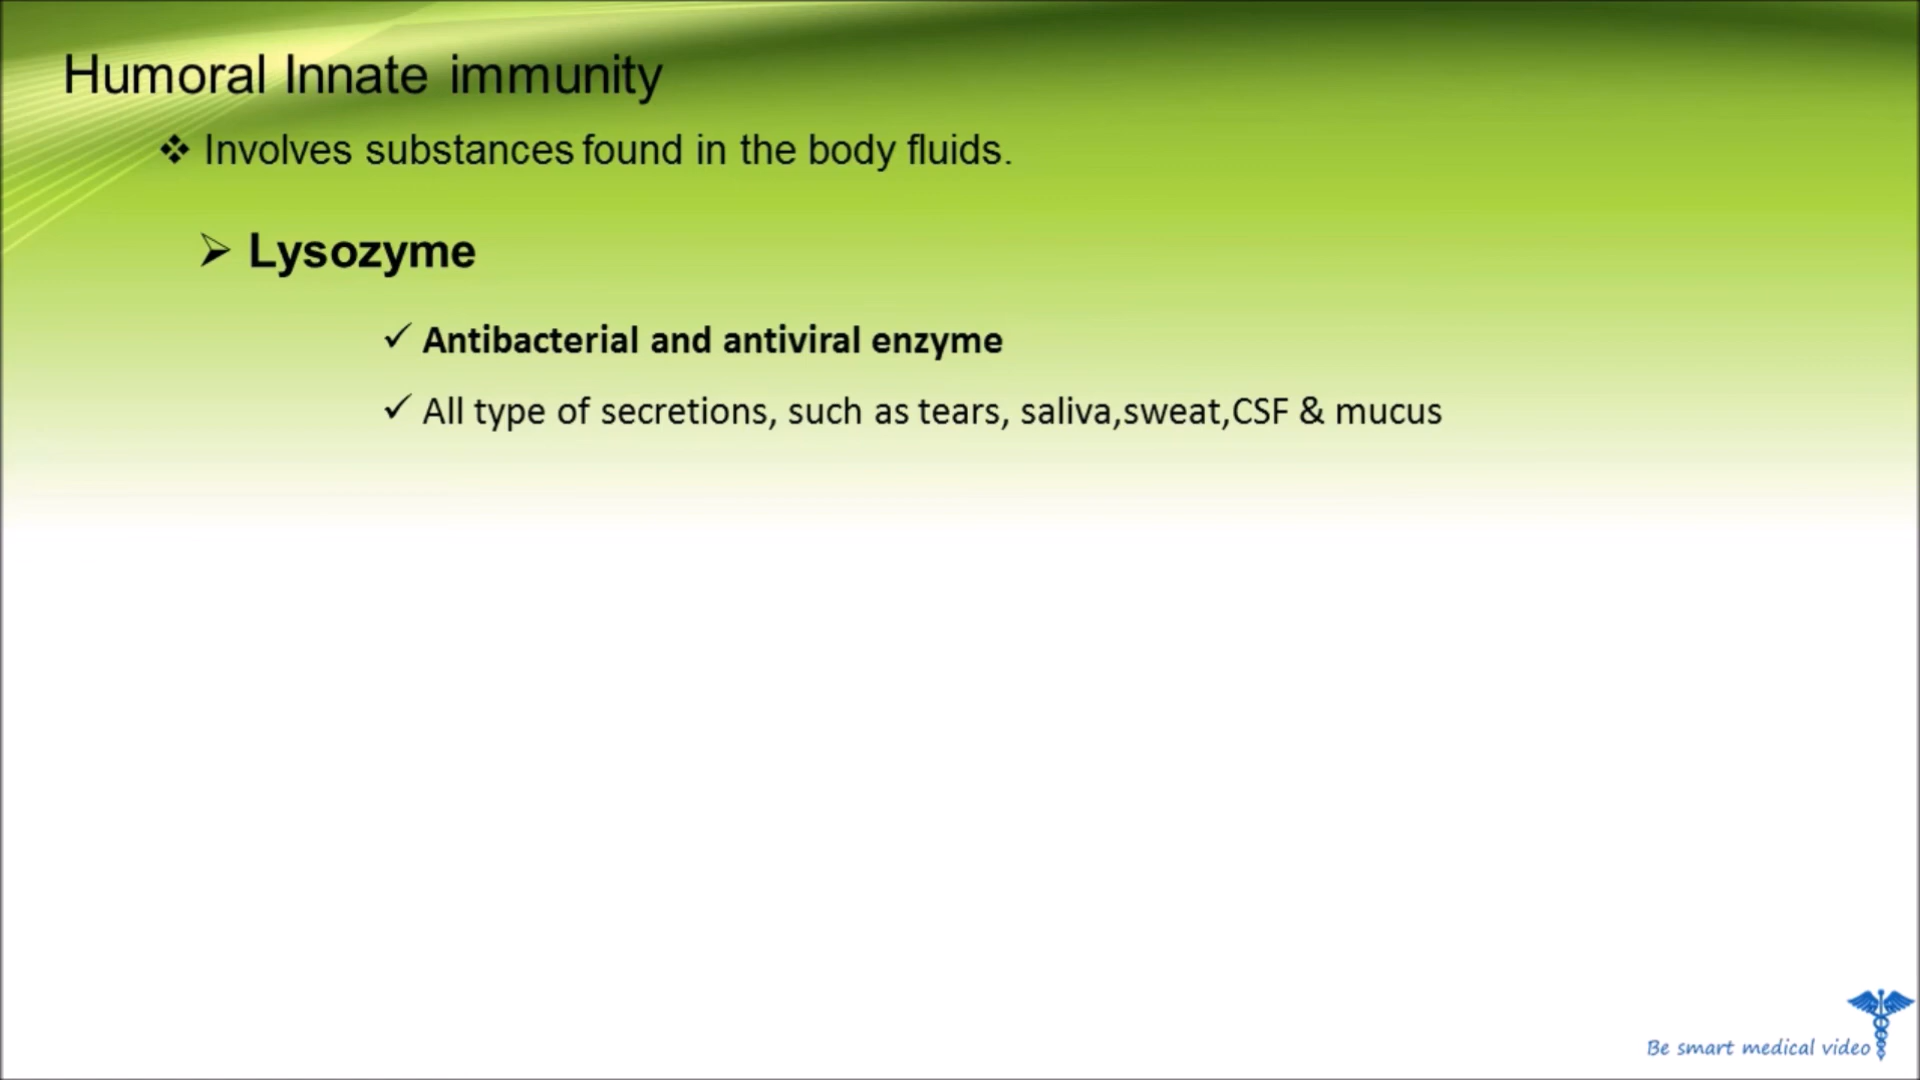 Humoral Innate immunity
❖ Involves substances found in the body fluids.
➢ Lysozyme
✓ Antibacterial and antiviral enzyme
✓ All type of secretions, such as tears, saliva,sweat,CSF & mucus
Be smart medical video